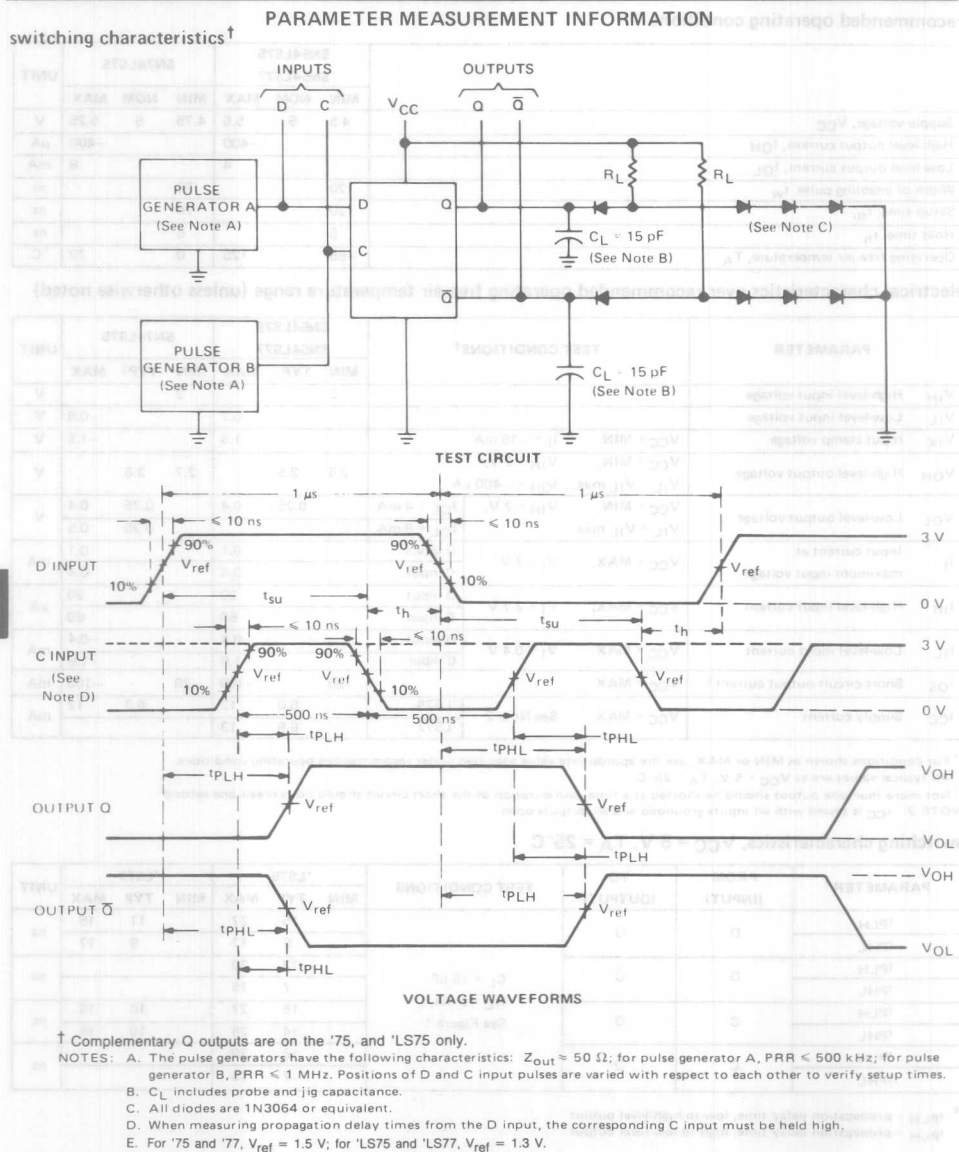 PARAMETER MEASUREMENT INFORMATION
switching characteristics†
INPUTS
OUTPUTS
D C
VCC
Q Q̄
RL
RL
PULSE
GENERATOR A
(See Note A)
D
Q
C
CL = 15 pF
(See Note B)
(See Note C)
Q̄
PULSE
GENERATOR B
(See Note A)
CL - 15 pF
(See Note B)
TEST CIRCUIT
1 μs
1 μs
≤ 10 ns
≤ 10 ns
3 V
90%
90%
D INPUT
Vref
Vref
Vref
10%
10%
0 V
tsu
th
tsu
th
≤ 10 ns
≤ 10 ns
3 V
C INPUT
(See
Note D)
90%
90%
Vref
Vref
Vref
Vref
10%
10%
0 V
500 ns
500 ns
tPLH
tPHL
tPLH
tPHL
VOH
OUTPUT Q
Vref
Vref
VOL
tPLH
VOH
tPLH
OUTPUT Q̄
Vref
Vref
tPHL
VOL
tPHL
VOLTAGE WAVEFORMS
† Complementary Q outputs are on the '75, and 'LS75 only.
NOTES: A. The pulse generators have the following characteristics: Zout ≈ 50 Ω; for pulse generator A, PRR ≤ 500 kHz; for pulse
generator B, PRR ≤ 1 MHz. Positions of D and C input pulses are varied with respect to each other to verify setup times.
B. CL includes probe and jig capacitance.
C. All diodes are 1N3064 or equivalent.
D. When measuring propagation delay times from the D input, the corresponding C input must be held high.
E. For '75 and '77, Vref = 1.5 V; for 'LS75 and 'LS77, Vref = 1.3 V.